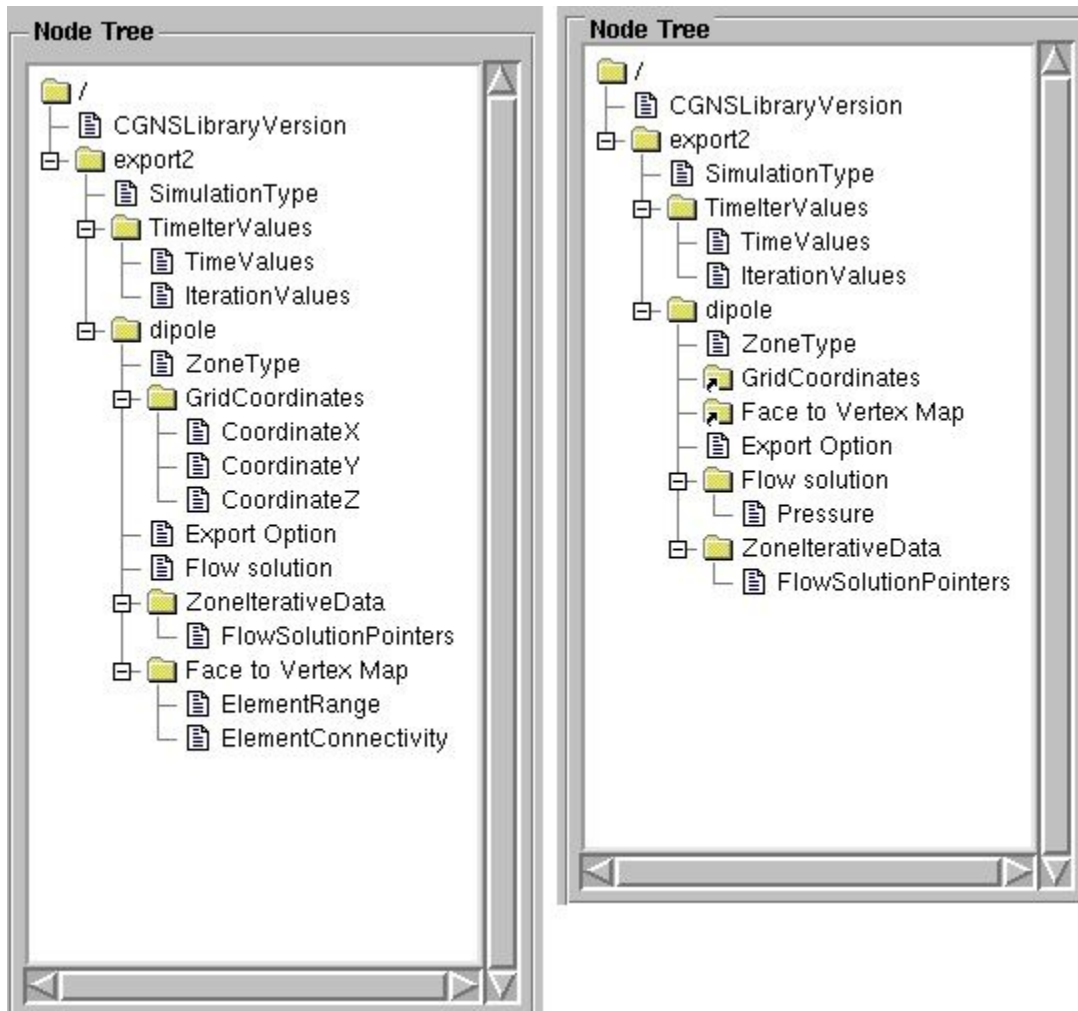 Node Tree
/
CGNSLibraryVersion
export2
SimulationType
TimeIterValues
TimeValues
IterationValues
dipole
ZoneType
GridCoordinates
CoordinateX
CoordinateY
CoordinateZ
Export Option
Flow solution
ZoneIterativeData
FlowSolutionPointers
Face to Vertex Map
ElementRange
ElementConnectivity
Node Tree
/
CGNSLibraryVersion
export2
SimulationType
TimeIterValues
TimeValues
IterationValues
dipole
ZoneType
GridCoordinates
Face to Vertex Map
Export Option
Flow solution
Pressure
ZoneIterativeData
FlowSolutionPointers